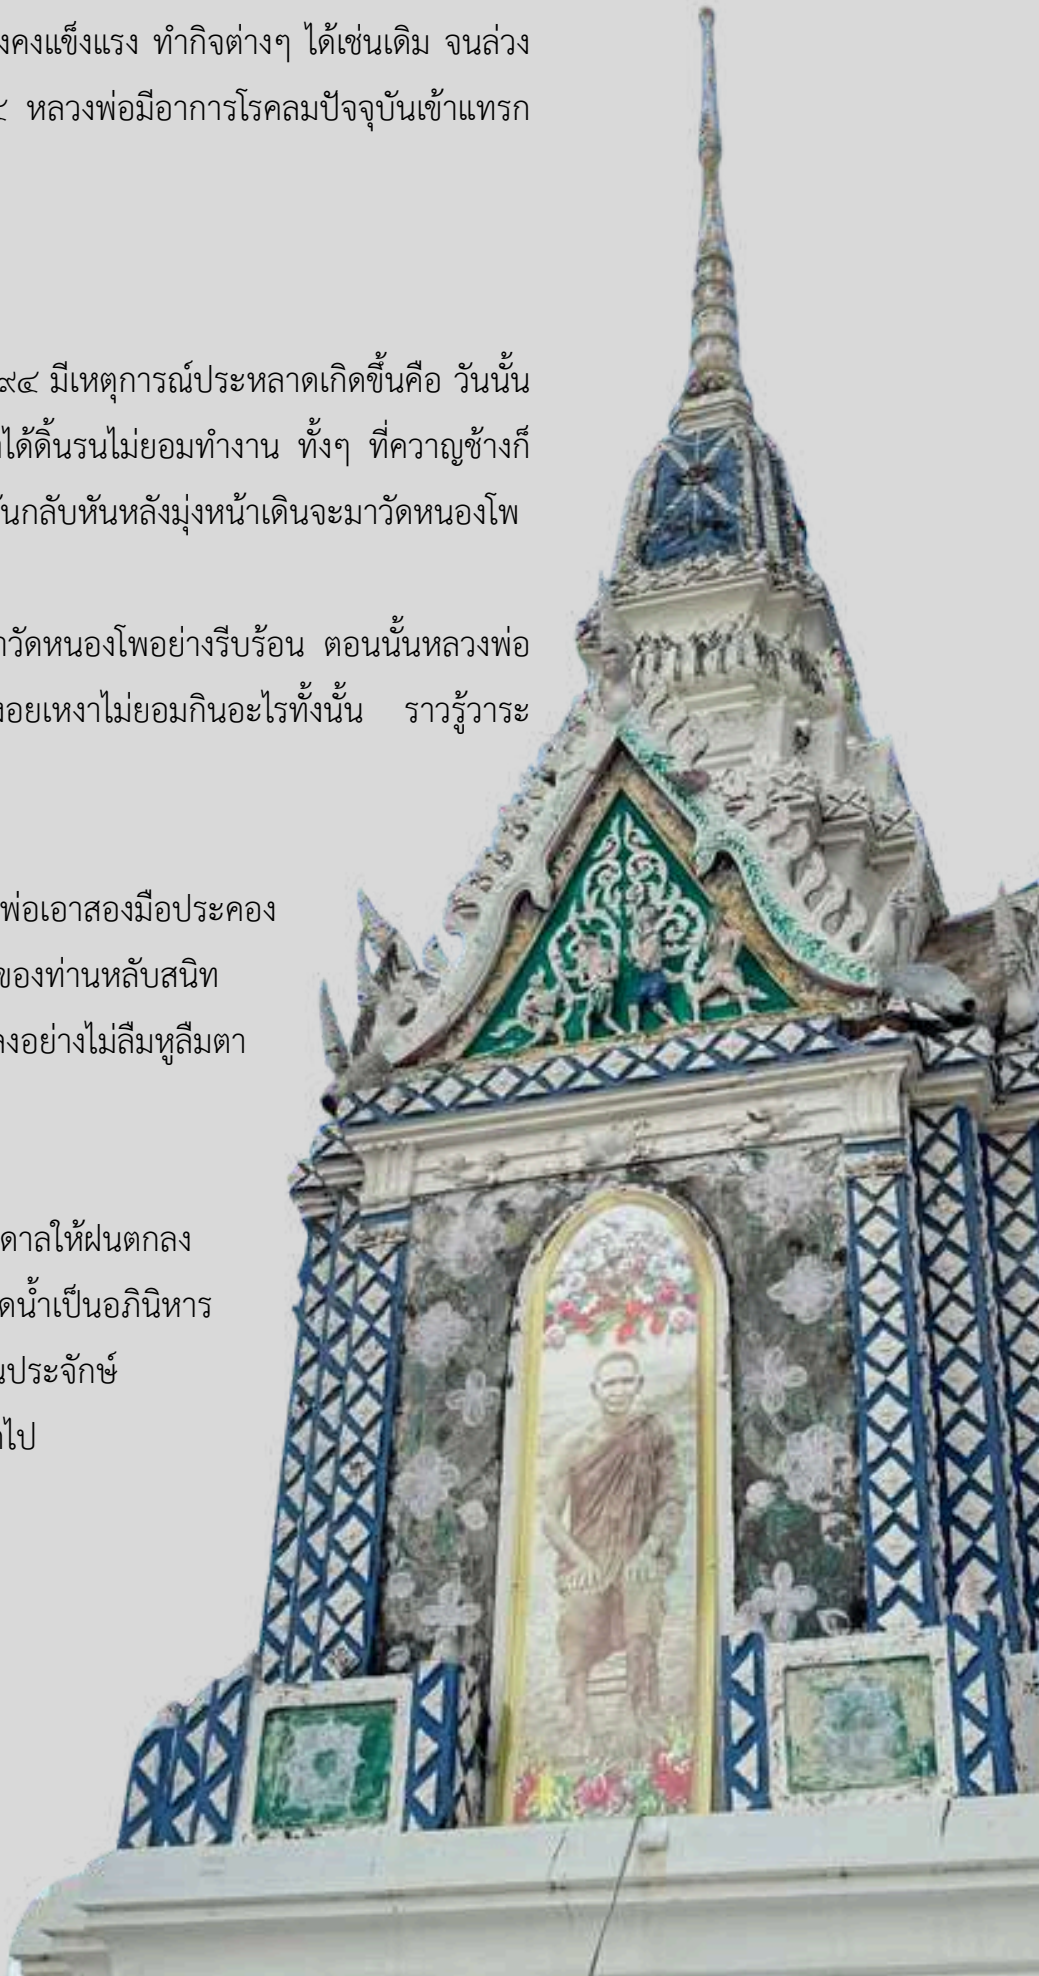 งคงแข็งแรง ทำกิจต่างๆ ได้เช่นเดิม จนล่วง
๔ หลวงพ่อมีอาการโรคลมปัจจุบันเข้าแทรก
๙๔ มีเหตุการณ์ประหลาดเกิดขึ้นคือ วันนั้น
ได้ดิ้นรนไม่ยอมทำงาน ทั้งๆ ที่ควาญช้างก็
ันกลับหันหลังมุ่งหน้าเดินจะมาวัดหนองโพ
าวัดหนองโพอย่างรีบร้อน ตอนนั้นหลวงพ่อ
งอยเหงาไม่ยอมกินอะไรทั้งนั้น ราวรู้วาระ
พ่อเอาสองมือประคอง
ของท่านหลับสนิท
ลงอย่างไม่ลืมหูลืมตา
ดาลให้ฝนตกลง
ดน้ำเป็นอภินิหาร
นประจักษ์
ไป